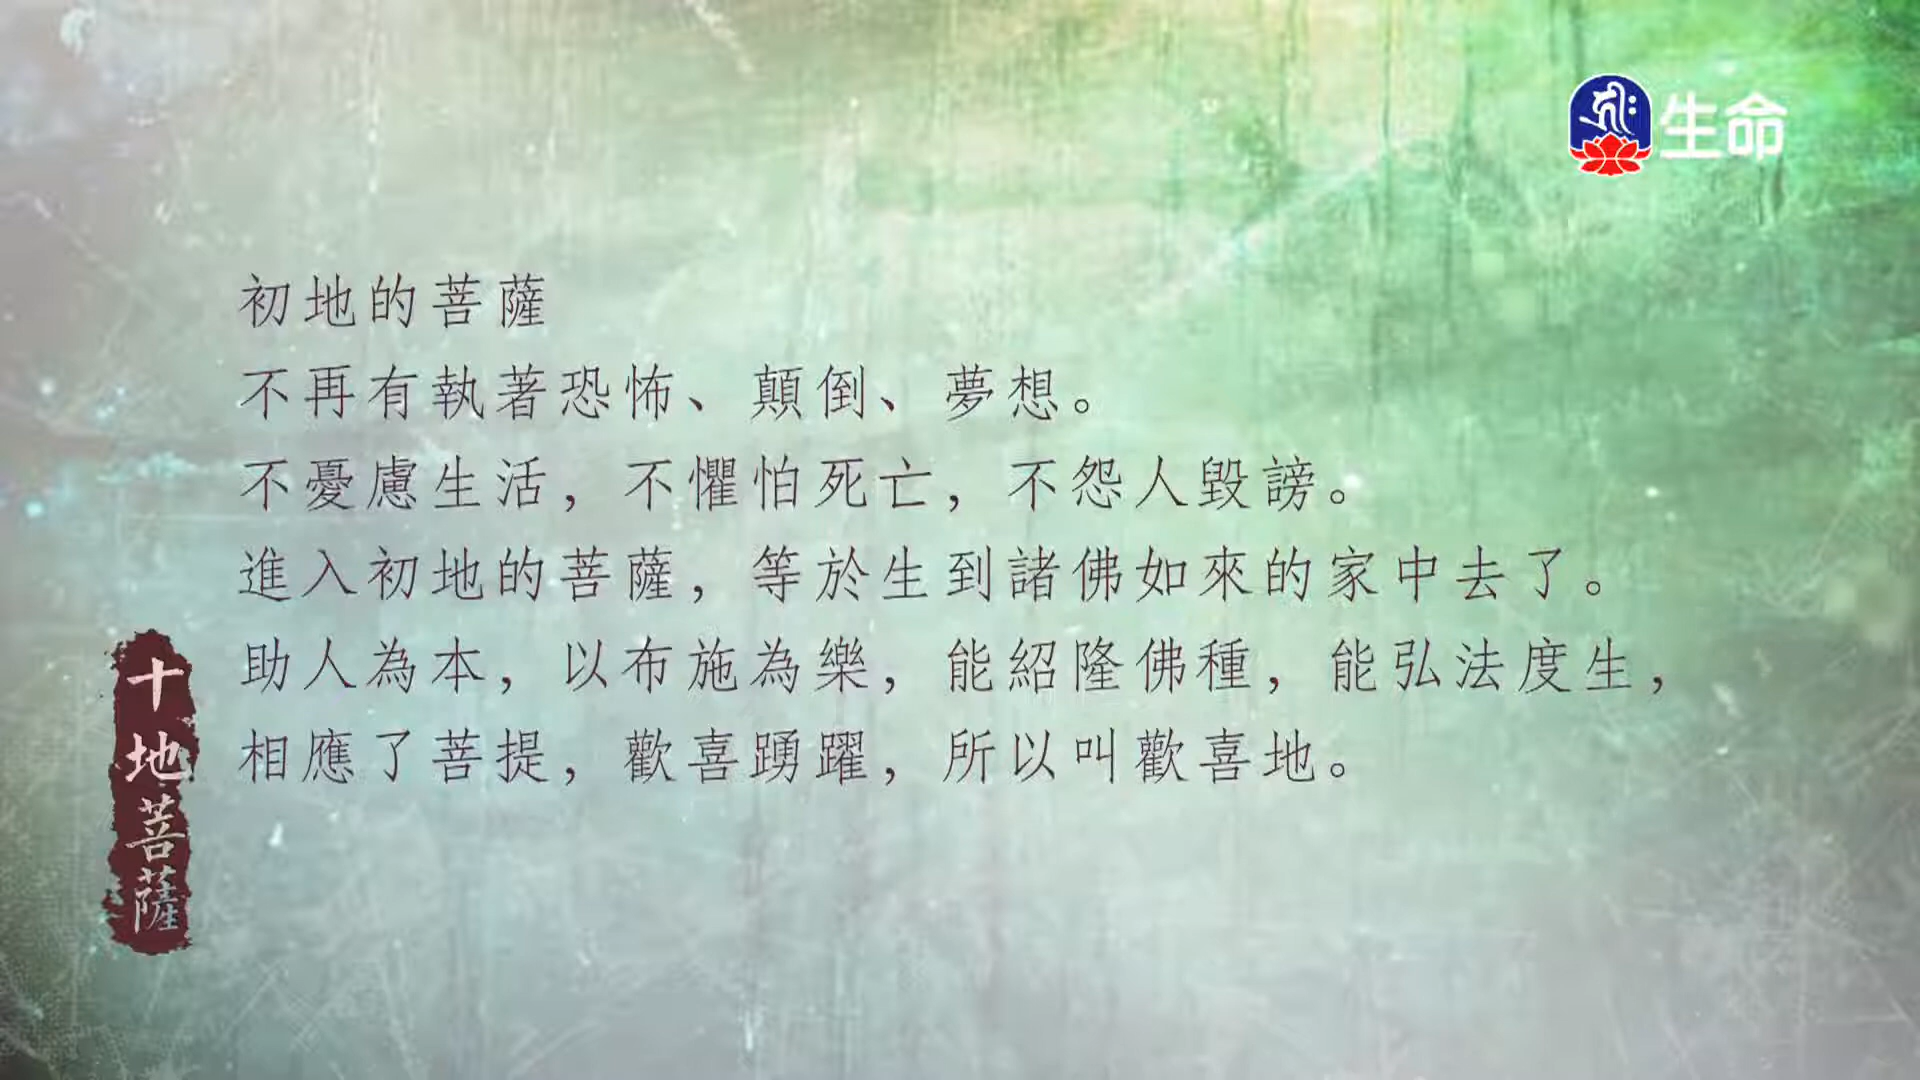 生命
初地的菩薩
不再有執著恐怖、顛倒、夢想。
不憂慮生活，不懼怕死亡，不怨人毀謗。
進入初地的菩薩，等於生到諸佛如來的家中去了。
助人為本，以布施為樂，能紹隆佛種，能弘法度生，
相應了菩提，歡喜踴躍，所以叫歡喜地。
十地菩薩